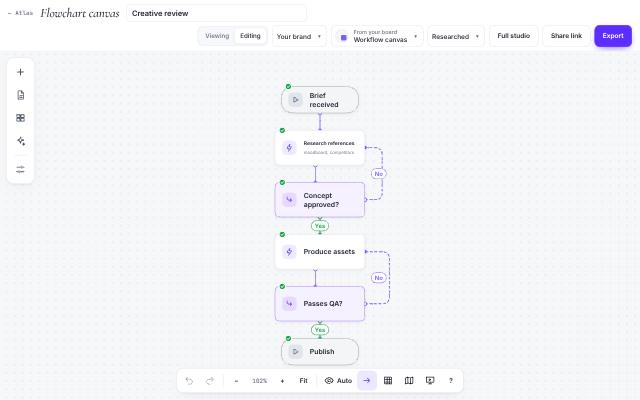 ← Atlas
Flowchart canvas
Creative review
Viewing
Editing
Your brand
From your board
Workflow canvas
Researched
Full studio
Share link
Export
Brief
received
Research references
moodboard, competitors
No
Concept
approved?
Yes
Produce assets
No
Passes QA?
Yes
Publish
−
102%
+
Fit
Auto
?